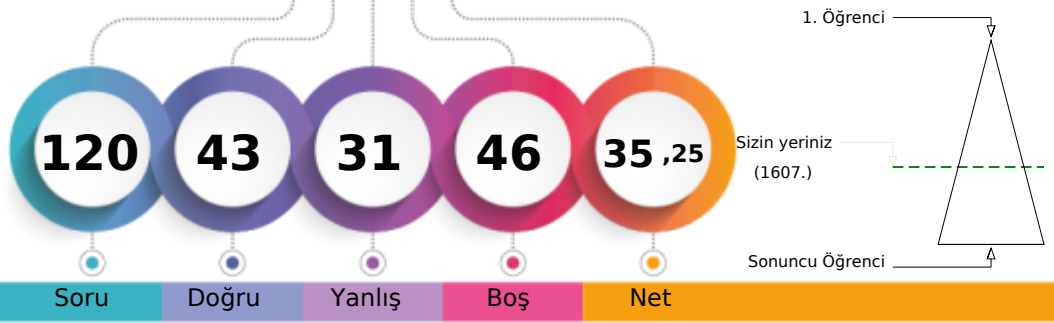 120 43 31 46 35 ,25
Soru Doğru Yanlış Boş Net
1. Öğrenci
Sizin yeriniz
(1607.)
Sonuncu Öğrenci